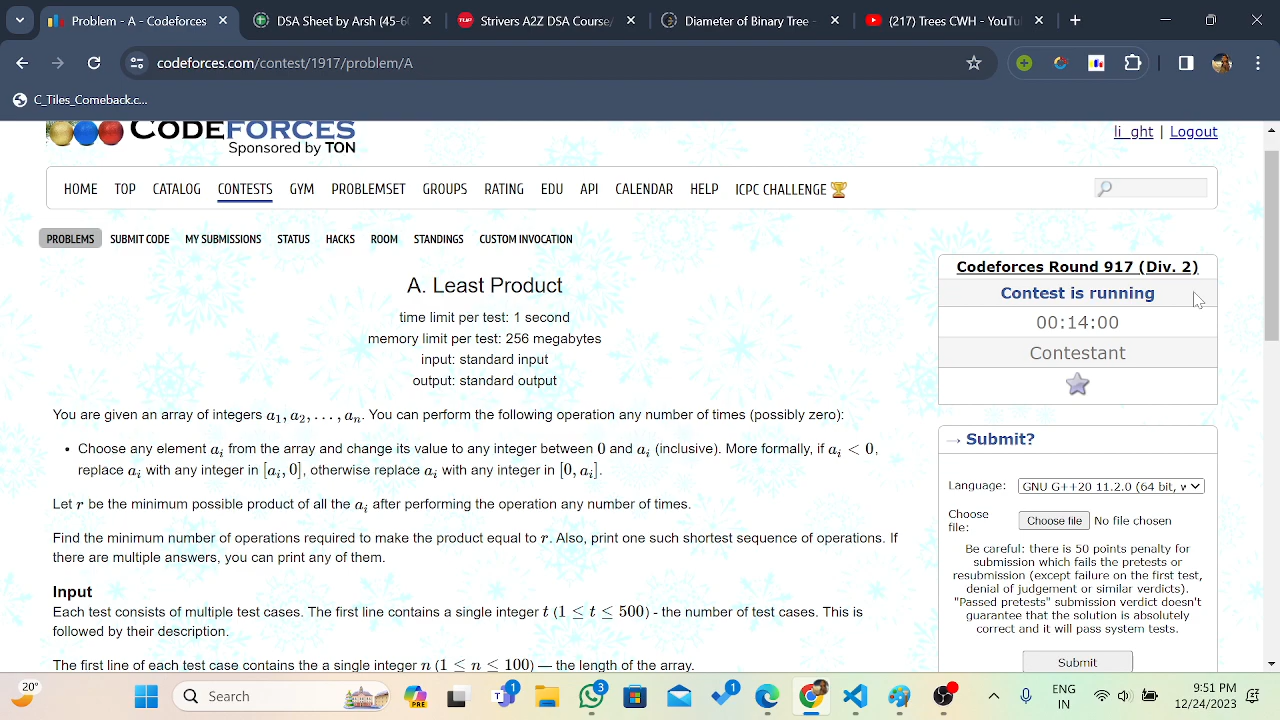 Problem - A - Codeforces
DSA Sheet by Arsh (45-6
Strivers A2Z DSA Course/
Diameter of Binary Tree -
(217) Trees CWH - YouTu
codeforces.com/contest/1917/problem/A
C_Tiles_Comeback.c...
CODEFORCES
Sponsored by TON
li_ght | Logout
HOME TOP CATALOG CONTESTS GYM PROBLEMSET GROUPS RATING EDU API CALENDAR HELP ICPC CHALLENGE
PROBLEMS SUBMIT CODE MY SUBMISSIONS STATUS HACKS ROOM STANDINGS CUSTOM INVOCATION
A. Least Product
time limit per test: 1 second
memory limit per test: 256 megabytes
input: standard input
output: standard output
You are given an array of integers a1, a2, . . . , an. You can perform the following operation any number of times (possibly zero):
• Choose any element ai from the array and change its value to any integer between 0 and ai (inclusive). More formally, if ai < 0,
replace ai with any integer in [ai, 0], otherwise replace ai with any integer in [0, ai].
Let r be the minimum possible product of all the ai after performing the operation any number of times.
Find the minimum number of operations required to make the product equal to r. Also, print one such shortest sequence of operations. If
there are multiple answers, you can print any of them.
Input
Each test consists of multiple test cases. The first line contains a single integer t (1 ≤ t ≤ 500) - the number of test cases. This is
followed by their description.
The first line of each test case contains the a single integer n (1 ≤ n ≤ 100) — the length of the array.
Codeforces Round 917 (Div. 2)
Contest is running
00:14:00
Contestant
→ Submit?
Language: GNU G++20 11.2.0 (64 bit, v
Choose
file: Choose file No file chosen
Be careful: there is 50 points penalty for
submission which fails the pretests or
resubmission (except failure on the first test,
denial of judgement or similar verdicts).
"Passed pretests" submission verdict doesn't
guarantee that the solution is absolutely
correct and it will pass system tests.
Submit
20°
Search
PRE
1
3
1
ENG
IN
9:51 PM
12/24/2023